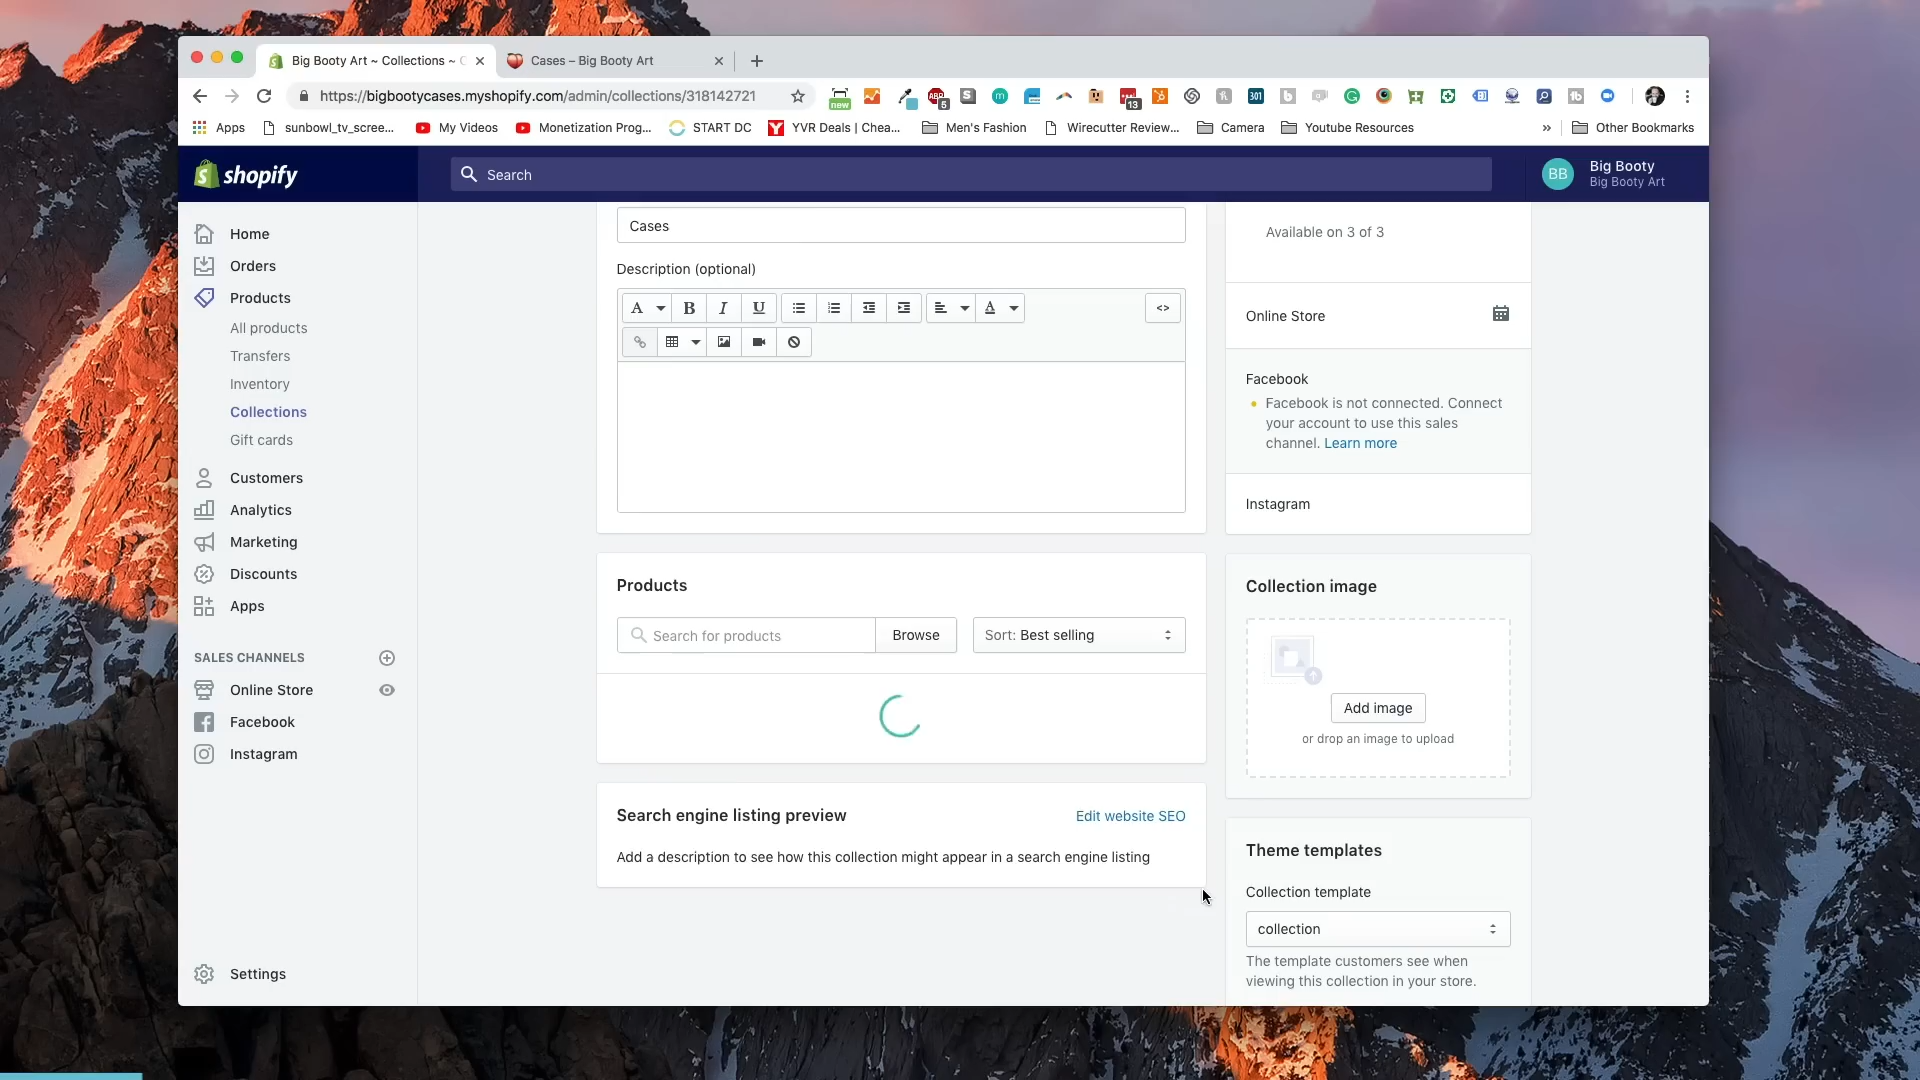 Big Booty Art ~ Collections ~
Cases – Big Booty Art
https://bigbootycases.myshopify.com/admin/collections/318142721
new
5
13
301
Apps
sunbowl_tv_scree...
My Videos
Monetization Prog...
START DC
YVR Deals | Chea...
Men's Fashion
Wirecutter Review...
Camera
Youtube Resources
»
Other Bookmarks
shopify
Search
BB
Big Booty
Big Booty Art
Home
Orders
Products
All products
Transfers
Inventory
Collections
Gift cards
Customers
Analytics
Marketing
Discounts
Apps
SALES CHANNELS
Online Store
Facebook
Instagram
Settings
Cases
Description (optional)
A
B
I
U
A
<>
Products
Search for products
Browse
Sort: Best selling
Search engine listing preview
Edit website SEO
Add a description to see how this collection might appear in a search engine listing
Available on 3 of 3
Online Store
Facebook
Facebook is not connected. Connect
your account to use this sales
channel. Learn more
Instagram
Collection image
Add image
or drop an image to upload
Theme templates
Collection template
collection
The template customers see when
viewing this collection in your store.